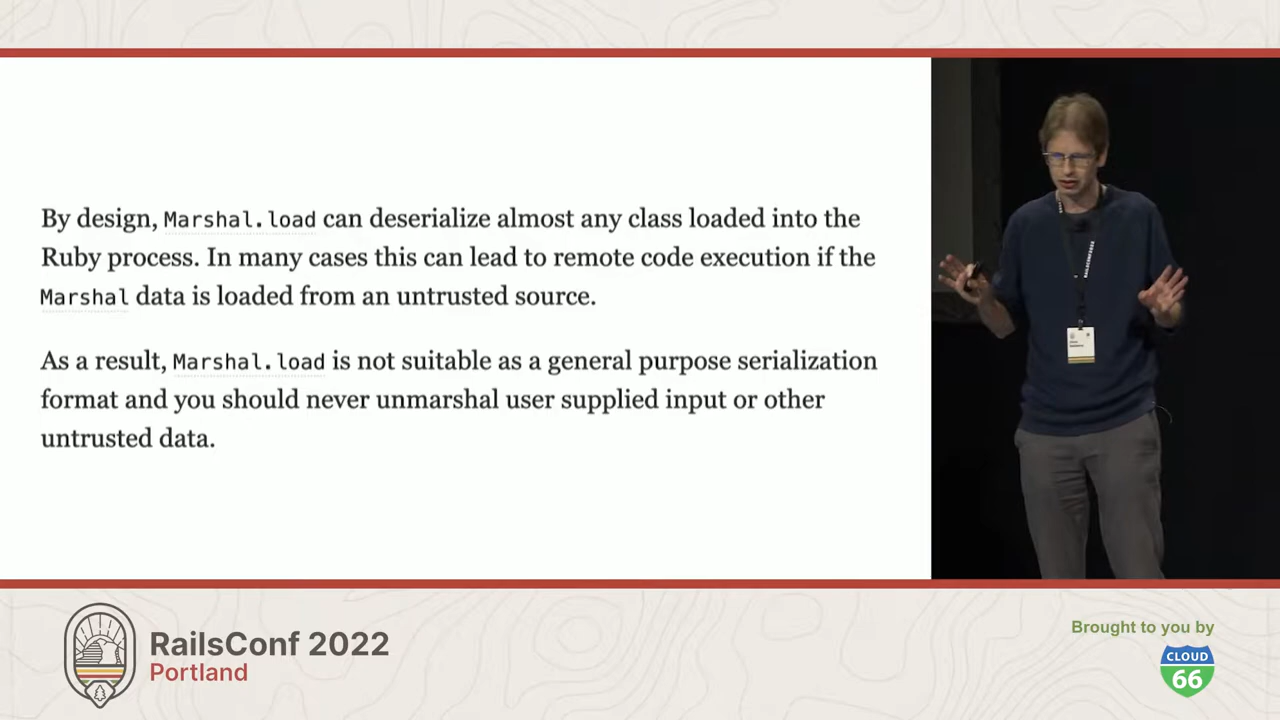 By design, Marshal.load can deserialize almost any class loaded into the
Ruby process. In many cases this can lead to remote code execution if the
Marshal data is loaded from an untrusted source.
As a result, Marshal.load is not suitable as a general purpose serialization
format and you should never unmarshal user supplied input or other
untrusted data.
RailsConf 2022
Portland
Brought to you by
CLOUD
66